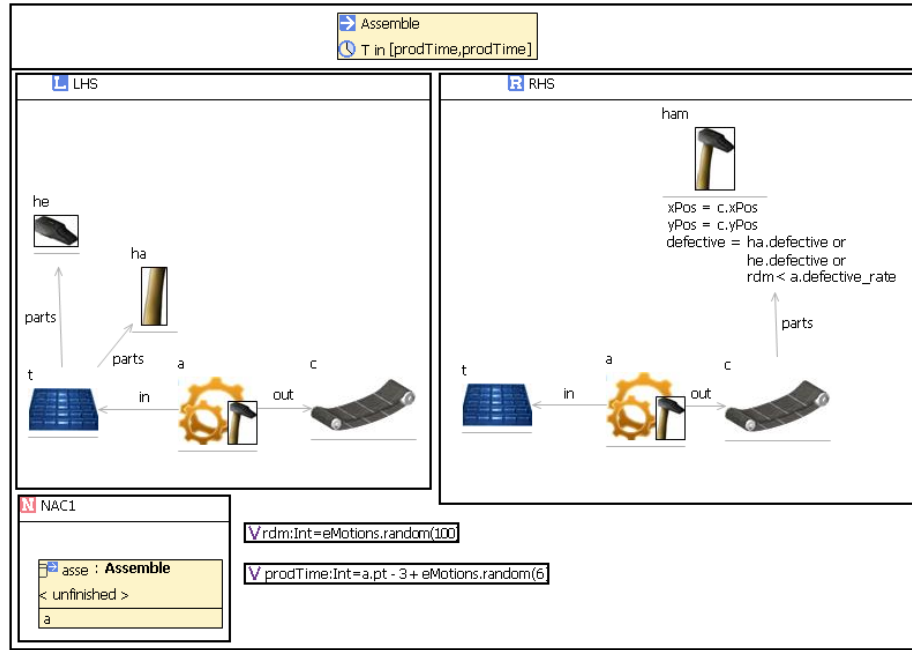 Assemble
T in [prodTime,prodTime]
L LHS
R RHS
ham
xPos = c.xPos
yPos = c.yPos
defective = ha.defective or
he.defective or
rdm < a.defective_rate
he
ha
parts
parts
parts
t
a
c
in
out
t
a
c
in
out
N NAC1
asse : Assemble
< unfinished >
a
V rdm:Int=eMotions.random(100)
V prodTime:Int=a.pt - 3 + eMotions.random(6)